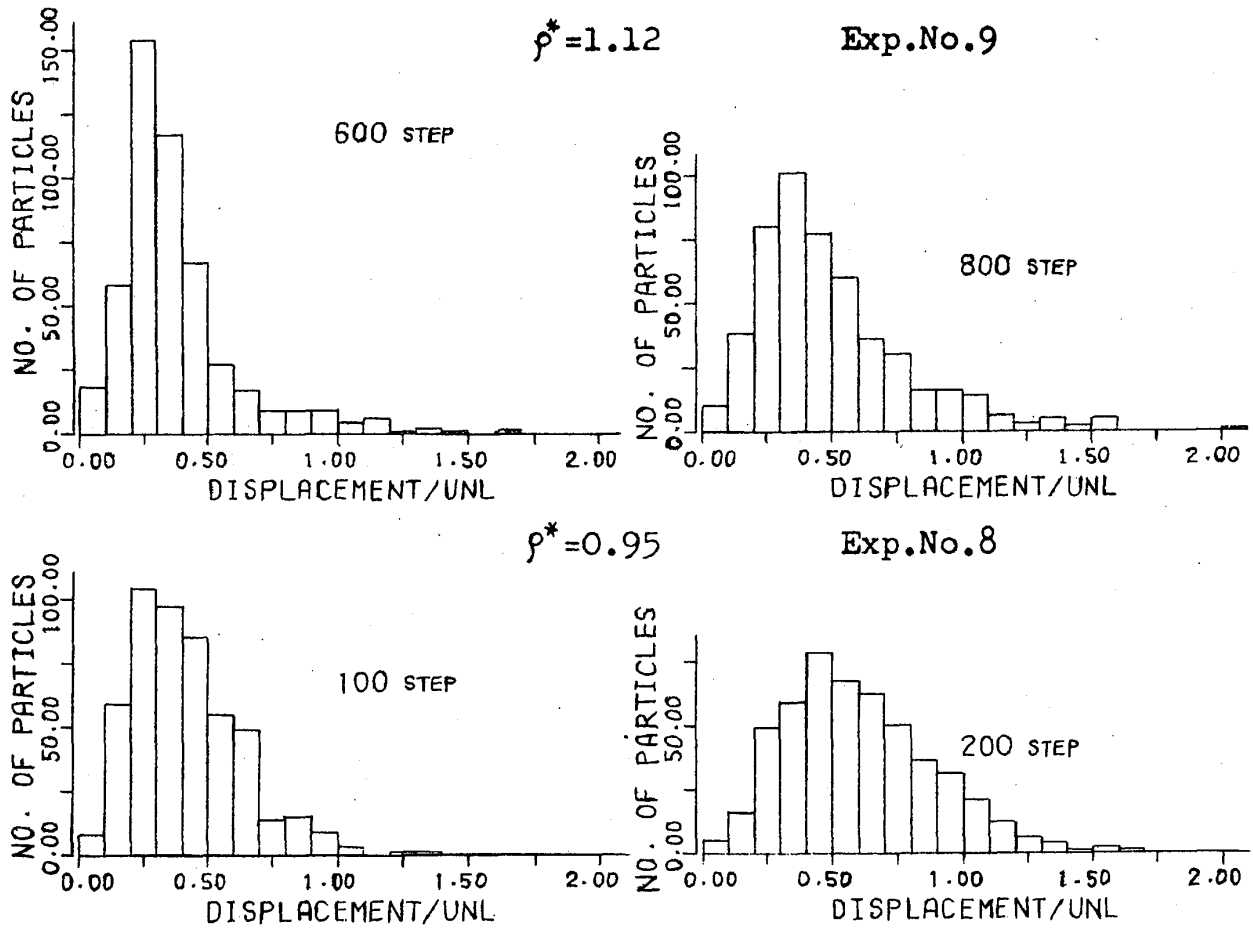 ρ*=1.12
Exp.No.9
NO. OF PARTICLES
150.00
100.00
50.00
0.00
600 STEP
0.00 0.50 1.00 1.50 2.00
DISPLACEMENT/UNL
NO. OF PARTICLES
100.00
50.00
0.00
800 STEP
0.00 0.50 1.00 1.50 2.00
DISPLACEMENT/UNL
ρ*=0.95
Exp.No.8
NO. OF PARTICLES
100.00
50.00
0.00
100 STEP
0.00 0.50 1.00 1.50 2.00
DISPLACEMENT/UNL
NO. OF PARTICLES
50.00
0.00
200 STEP
0.00 0.50 1.00 1.50 2.00
DISPLACEMENT/UNL